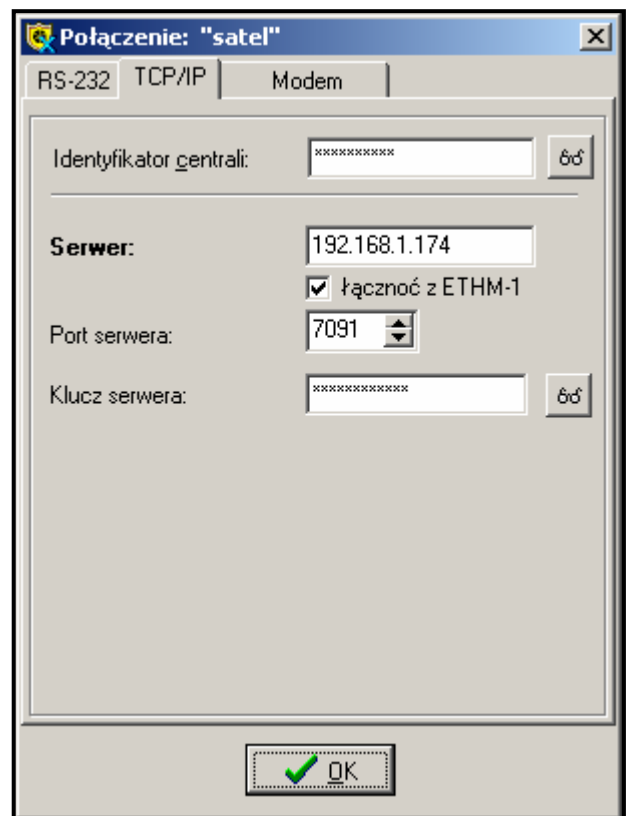 Połączenie: "satel"
RS-232 TCP/IP Modem
Identyfikator centrali: **********
Serwer: 192.168.1.174
łącznoć z ETHM-1
Port serwera: 7091
Klucz serwera: ************
OK